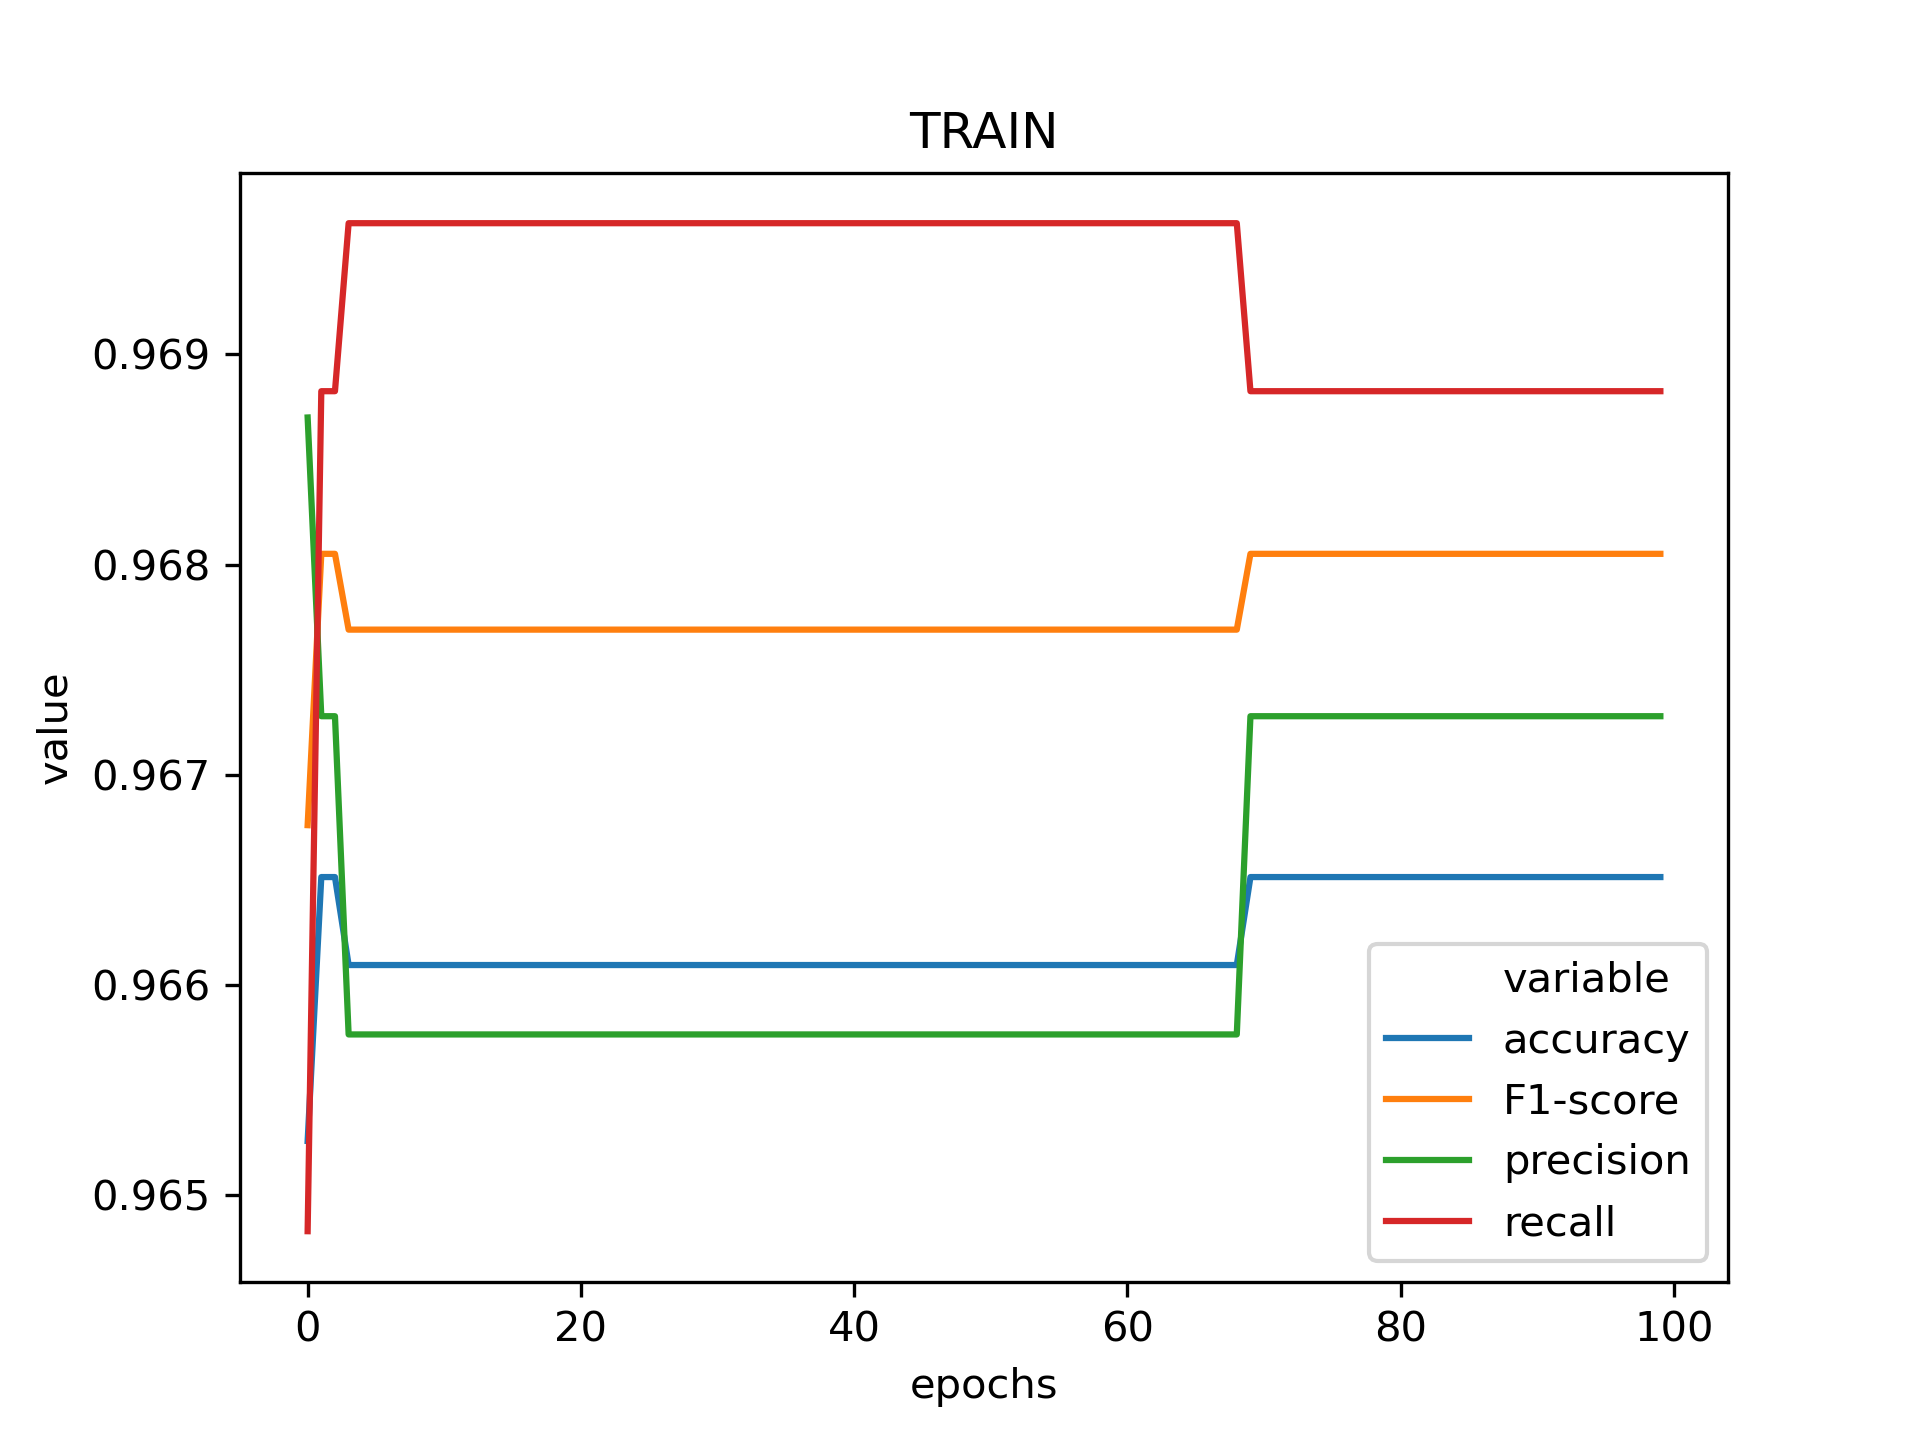 TRAIN
value
0.969
0.968
0.967
0.966
0.965
variable
accuracy
F1-score
precision
recall
0 20 40 60 80 100
epochs